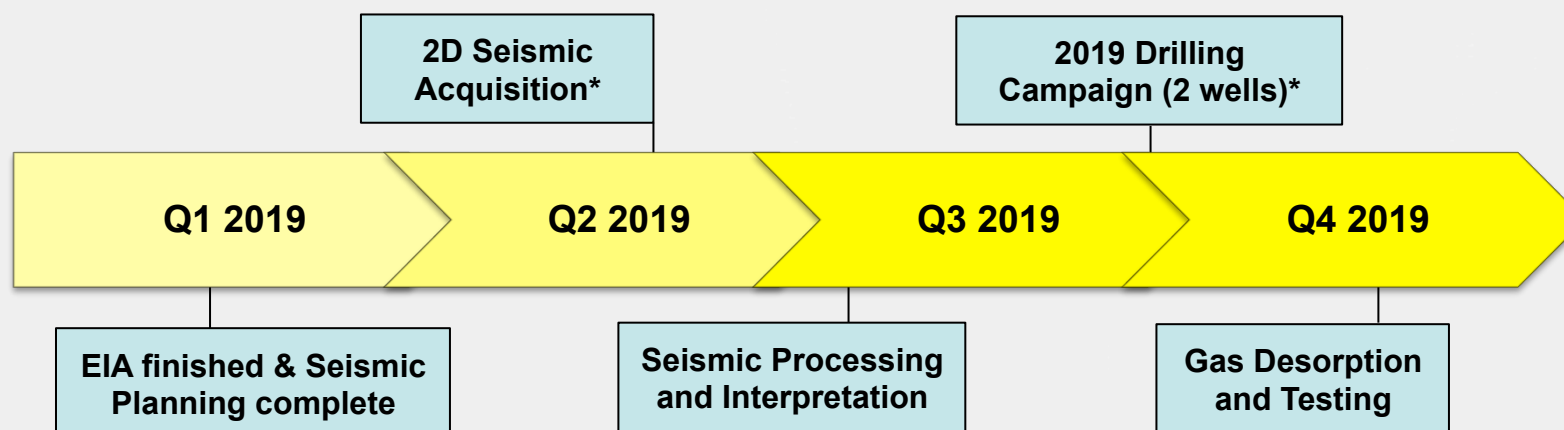 2D Seismic
Acquisition*
2019 Drilling
Campaign (2 wells)*
Q1 2019
Q2 2019
Q3 2019
Q4 2019
EIA finished & Seismic
Planning complete
Seismic Processing
and Interpretation
Gas Desorption
and Testing